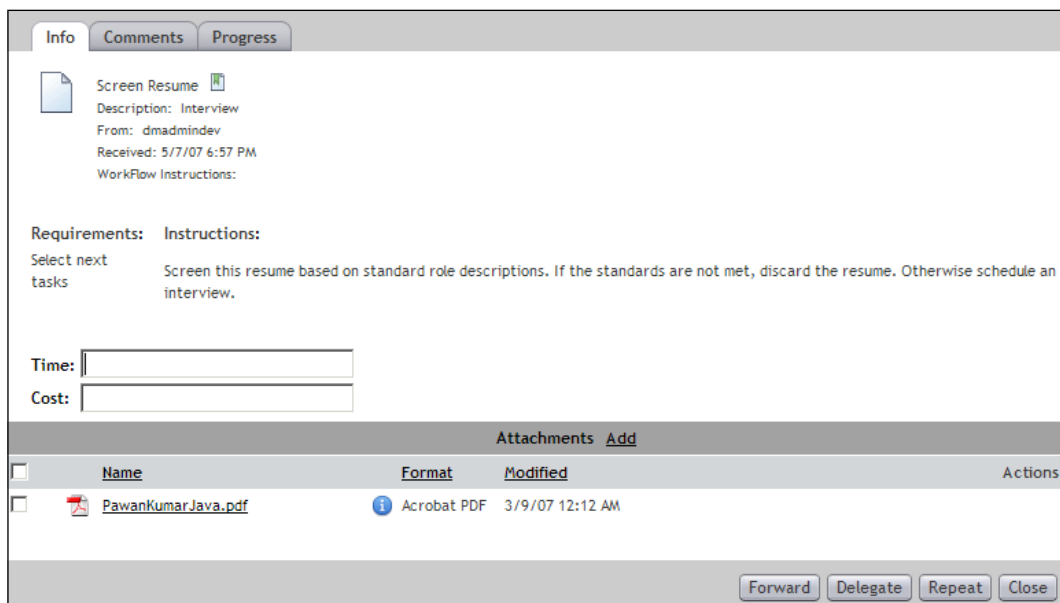 Info Comments Progress
Screen Resume
Description: Interview
From: dmadmindev
Received: 5/7/07 6:57 PM
WorkFlow Instructions:
Requirements: Instructions:
Select next tasks
Screen this resume based on standard role descriptions. If the standards are not met, discard the resume. Otherwise schedule an
interview.
Time:
Cost:
Attachments Add
Name Format Modified Actions
PawanKumarJava.pdf Acrobat PDF 3/9/07 12:12 AM
Forward Delegate Repeat Close